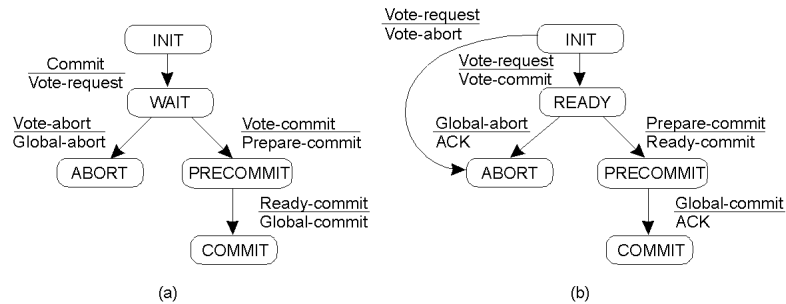 INIT
Commit
Vote-request
WAIT
Vote-abort
Global-abort
Vote-commit
Prepare-commit
ABORT
PRECOMMIT
Ready-commit
Global-commit
COMMIT
(a)
Vote-request
Vote-abort
INIT
Vote-request
Vote-commit
READY
Global-abort
ACK
Prepare-commit
Ready-commit
ABORT
PRECOMMIT
Global-commit
ACK
COMMIT
(b)